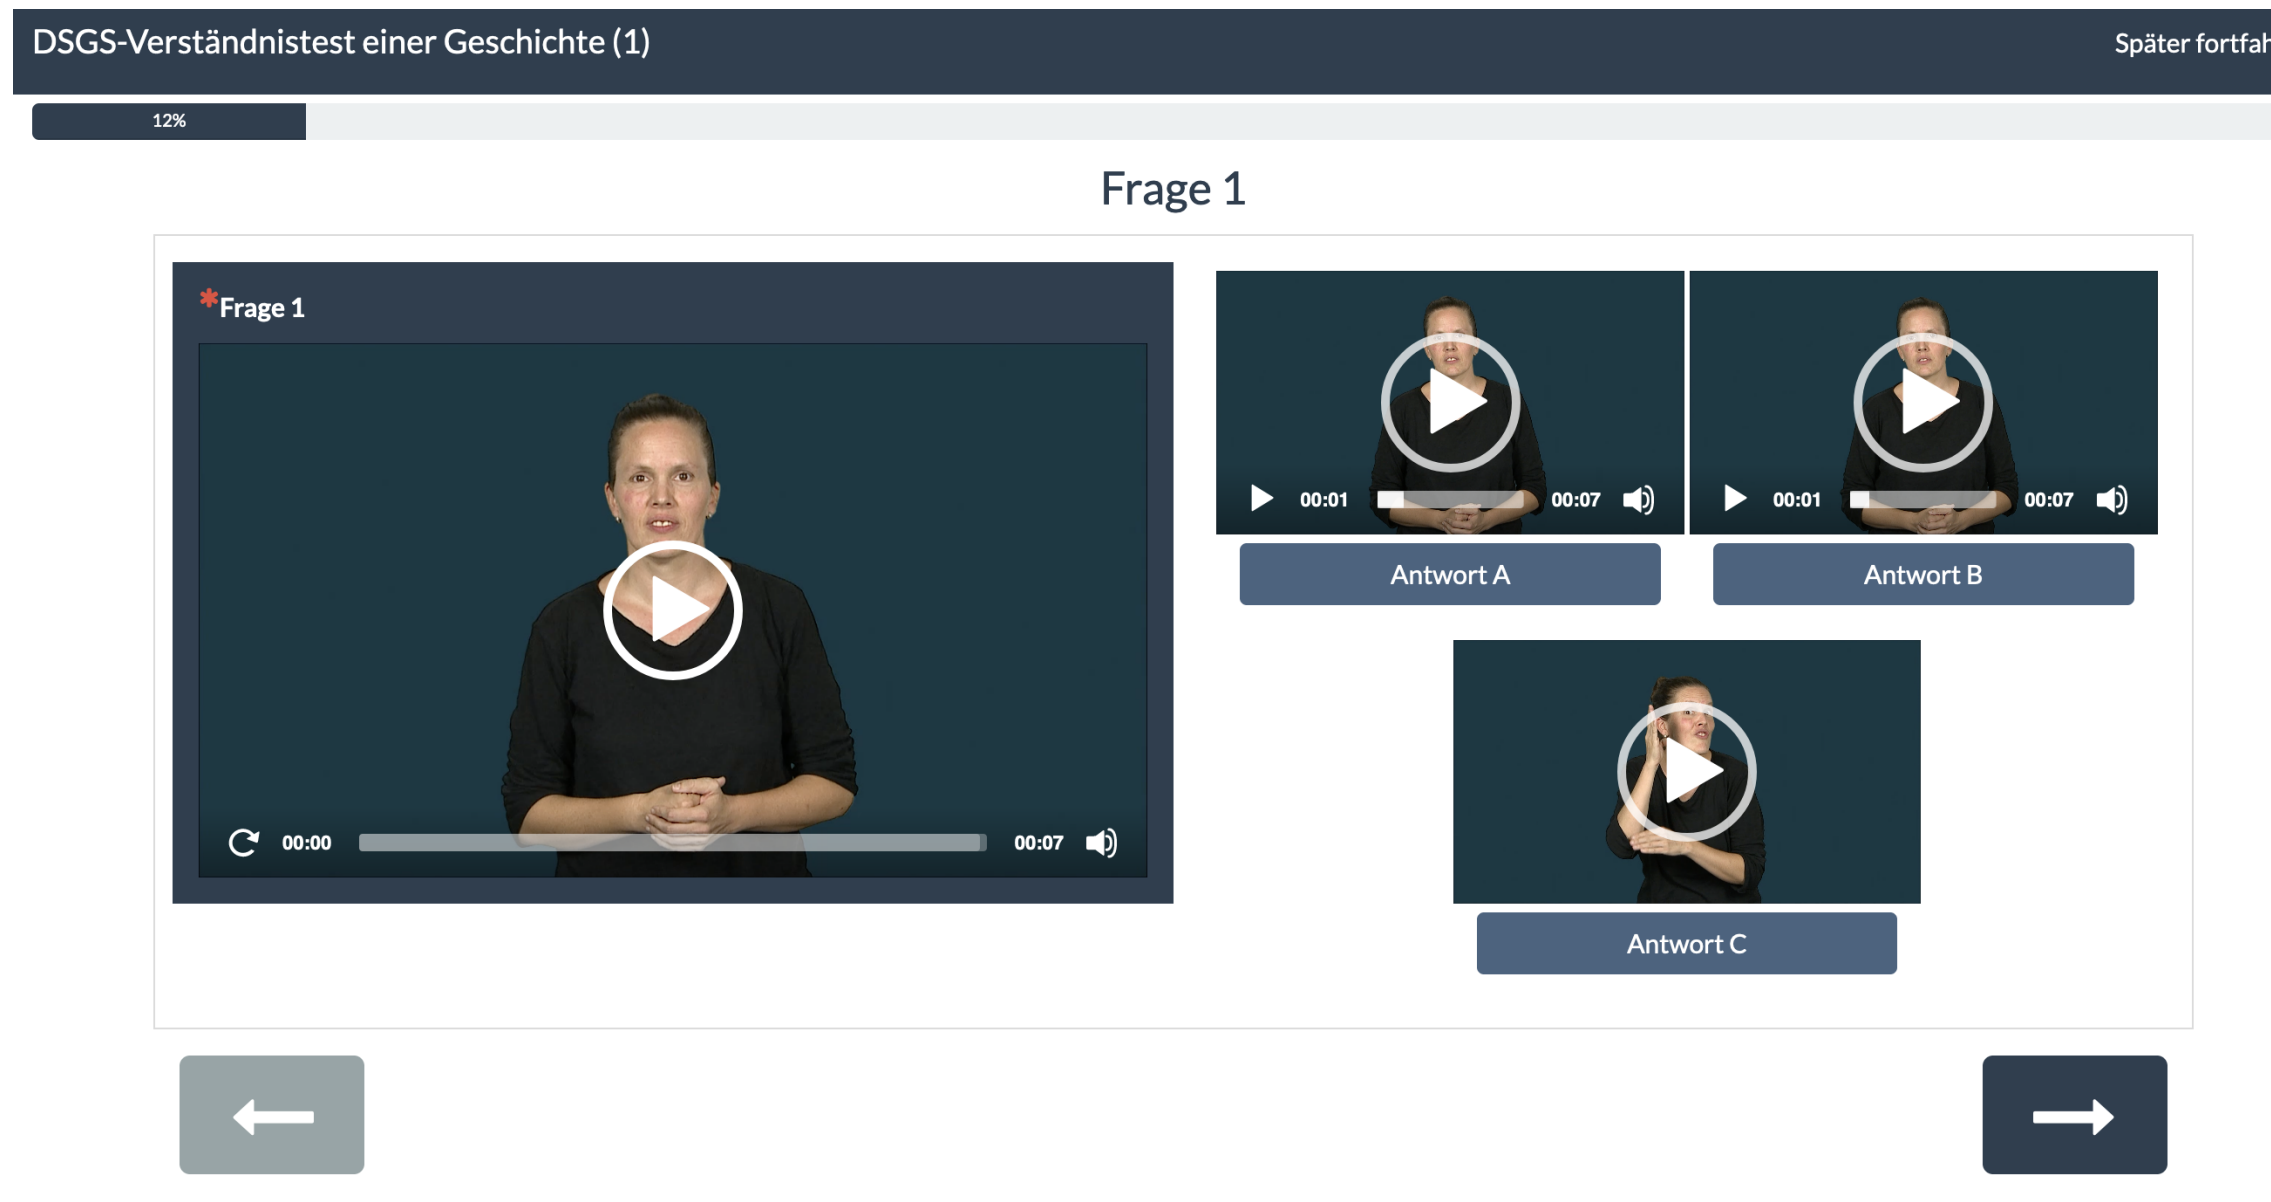 DSGS-Verständnistest einer Geschichte (1)
Später fortfah
12%
Frage 1
*Frage 1
00:00 00:07
00:01 00:07
Antwort A
00:01 00:07
Antwort B
Antwort C